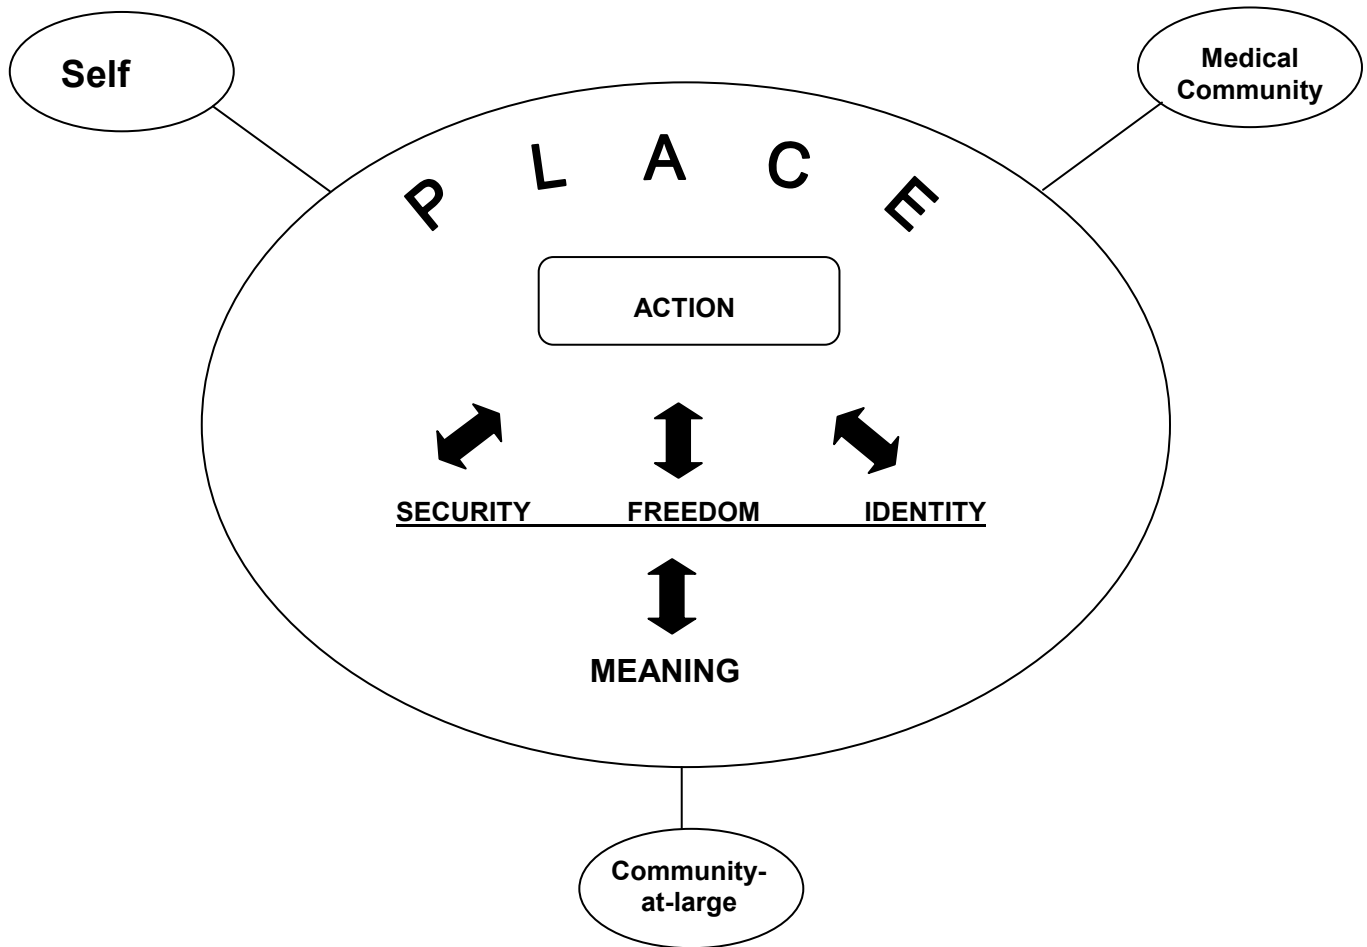 Self
Medical
Community
P L A C E
ACTION
SECURITY FREEDOM IDENTITY
MEANING
Community-
at-large